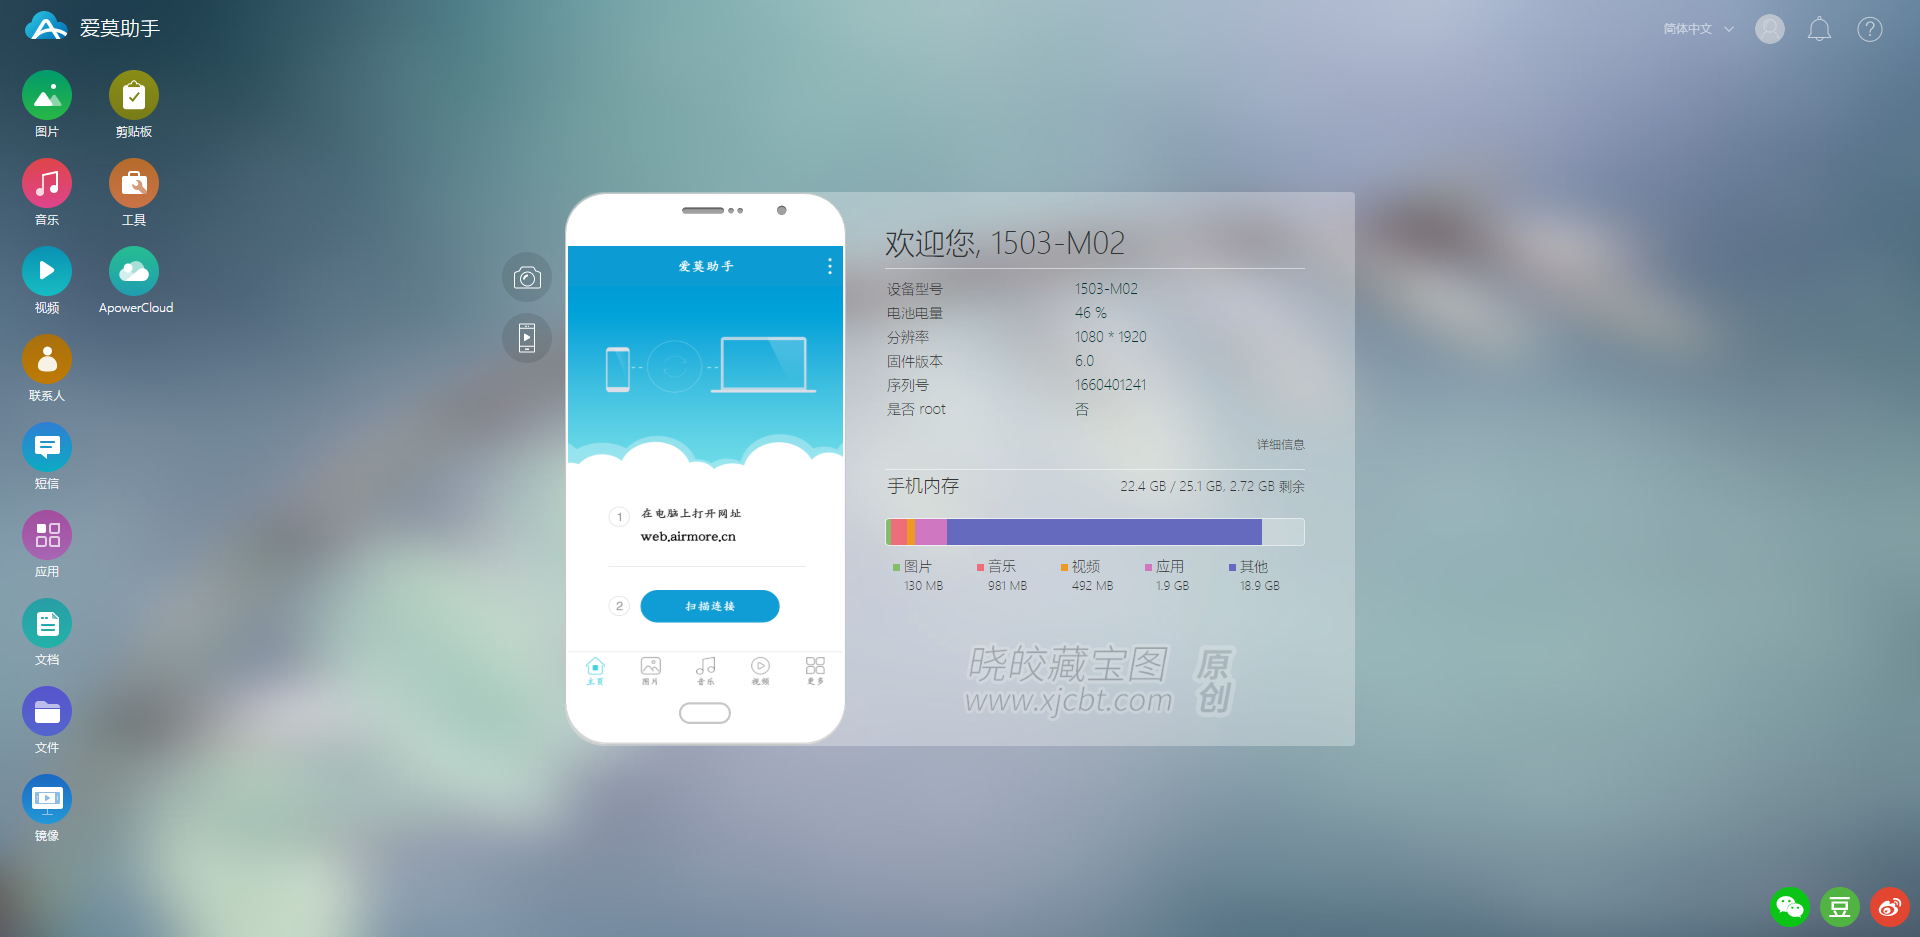 爱莫助手
简体中文
图片
剪贴板
音乐
工具
视频
ApowerCloud
联系人
短信
应用
文档
文件
镜像
爱莫助手
1
在电脑上打开网址
web.airmore.cn
2
扫描连接
主页
图片
音乐
视频
更多
欢迎您, 1503-M02
设备型号 1503-M02
电池电量 46 %
分辨率 1080 * 1920
固件版本 6.0
序列号 1660401241
是否 root 否
详细信息
手机内存 22.4 GB / 25.1 GB, 2.72 GB 剩余
图片 音乐 视频 应用 其他
130 MB 981 MB 492 MB 1.9 GB 18.9 GB
晓皎藏宝图
www.xjcbt.com
原创
豆